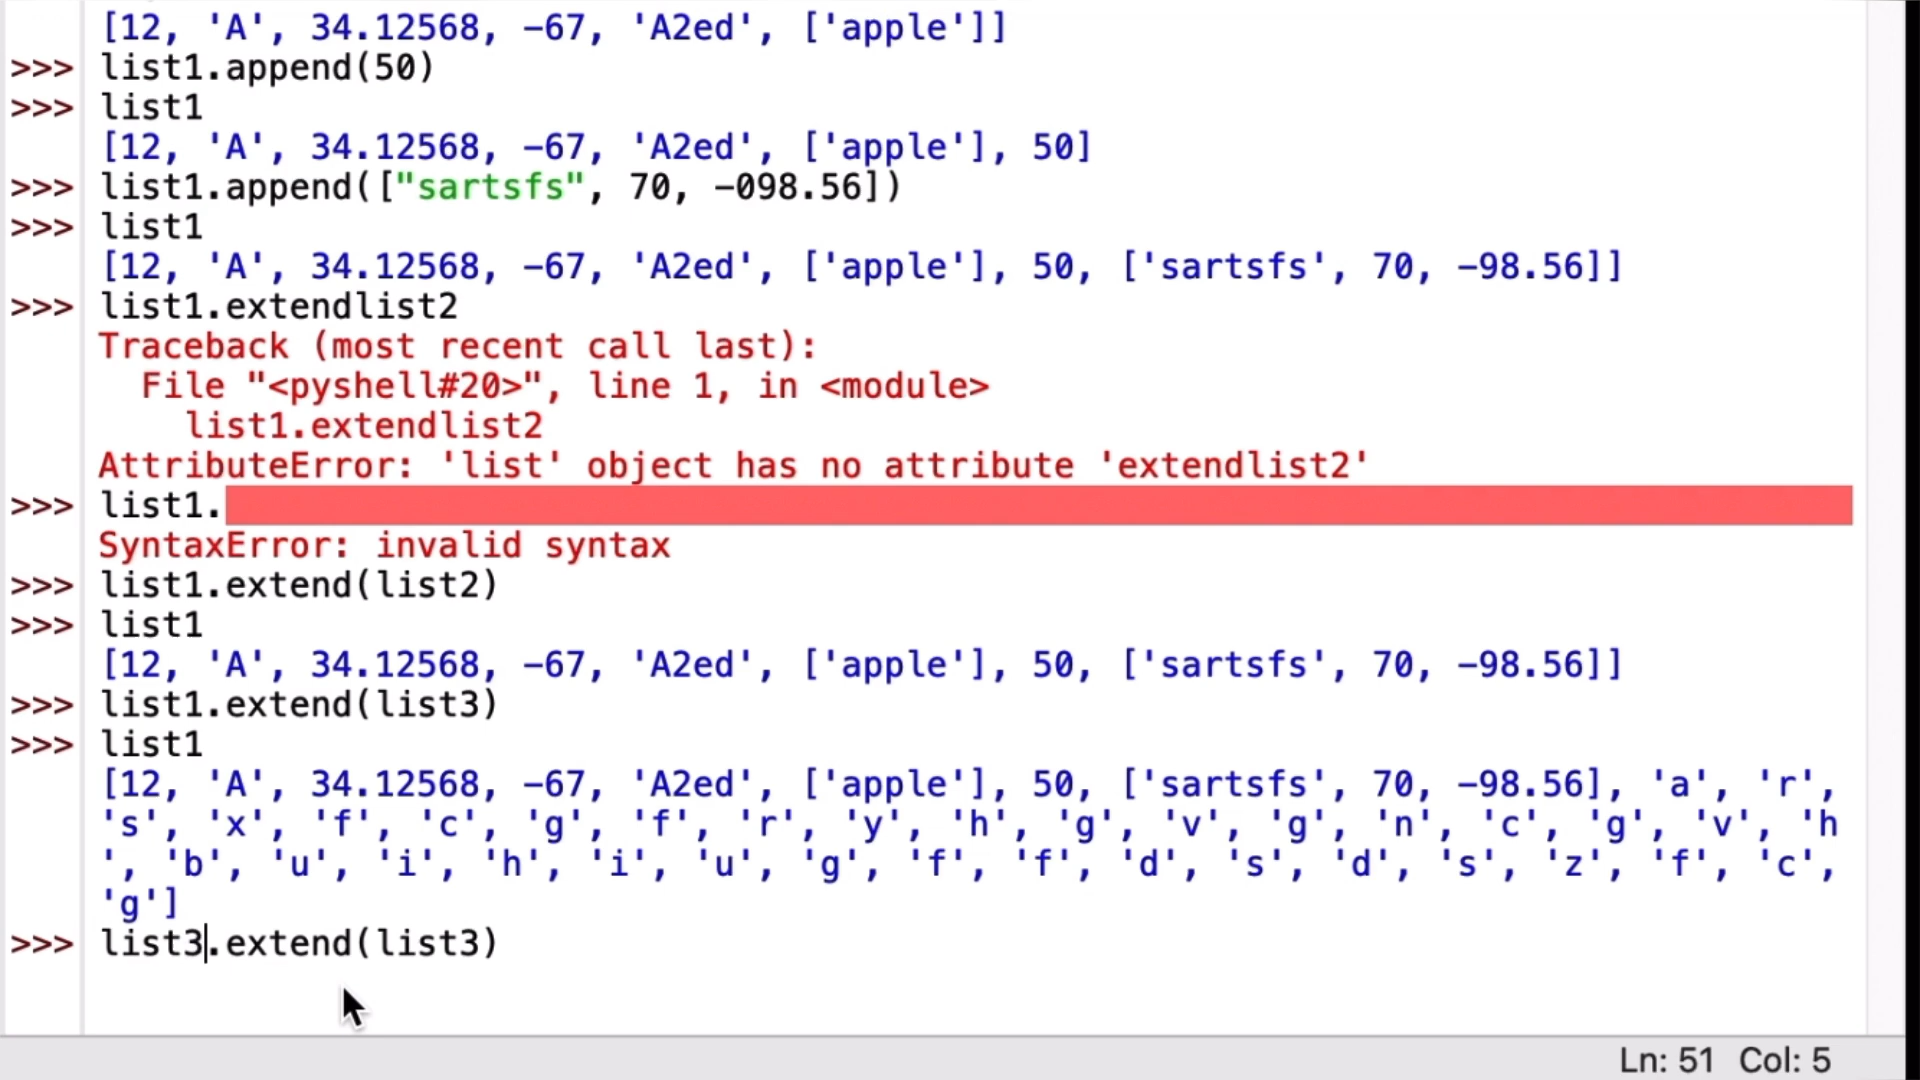 [12, 'A', 34.12568, -67, 'A2ed', ['apple']]
>>> list1.append(50)
>>> list1
[12, 'A', 34.12568, -67, 'A2ed', ['apple'], 50]
>>> list1.append(["sartsfs", 70, -098.56])
>>> list1
[12, 'A', 34.12568, -67, 'A2ed', ['apple'], 50, ['sartsfs', 70, -98.56]]
>>> list1.extendlist2
Traceback (most recent call last):
File "<pyshell#20>", line 1, in <module>
list1.extendlist2
AttributeError: 'list' object has no attribute 'extendlist2'
>>> list1.
SyntaxError: invalid syntax
>>> list1.extend(list2)
>>> list1
[12, 'A', 34.12568, -67, 'A2ed', ['apple'], 50, ['sartsfs', 70, -98.56]]
>>> list1.extend(list3)
>>> list1
[12, 'A', 34.12568, -67, 'A2ed', ['apple'], 50, ['sartsfs', 70, -98.56], 'a', 'r',
's', 'x', 'f', 'c', 'g', 'f', 'r', 'y', 'h', 'g', 'v', 'g', 'n', 'c', 'g', 'v', 'h
', 'b', 'u', 'i', 'h', 'i', 'u', 'g', 'f', 'f', 'd', 's', 'd', 's', 'z', 'f', 'c',
'g']
>>> list3.extend(list3)
Ln: 51 Col: 5